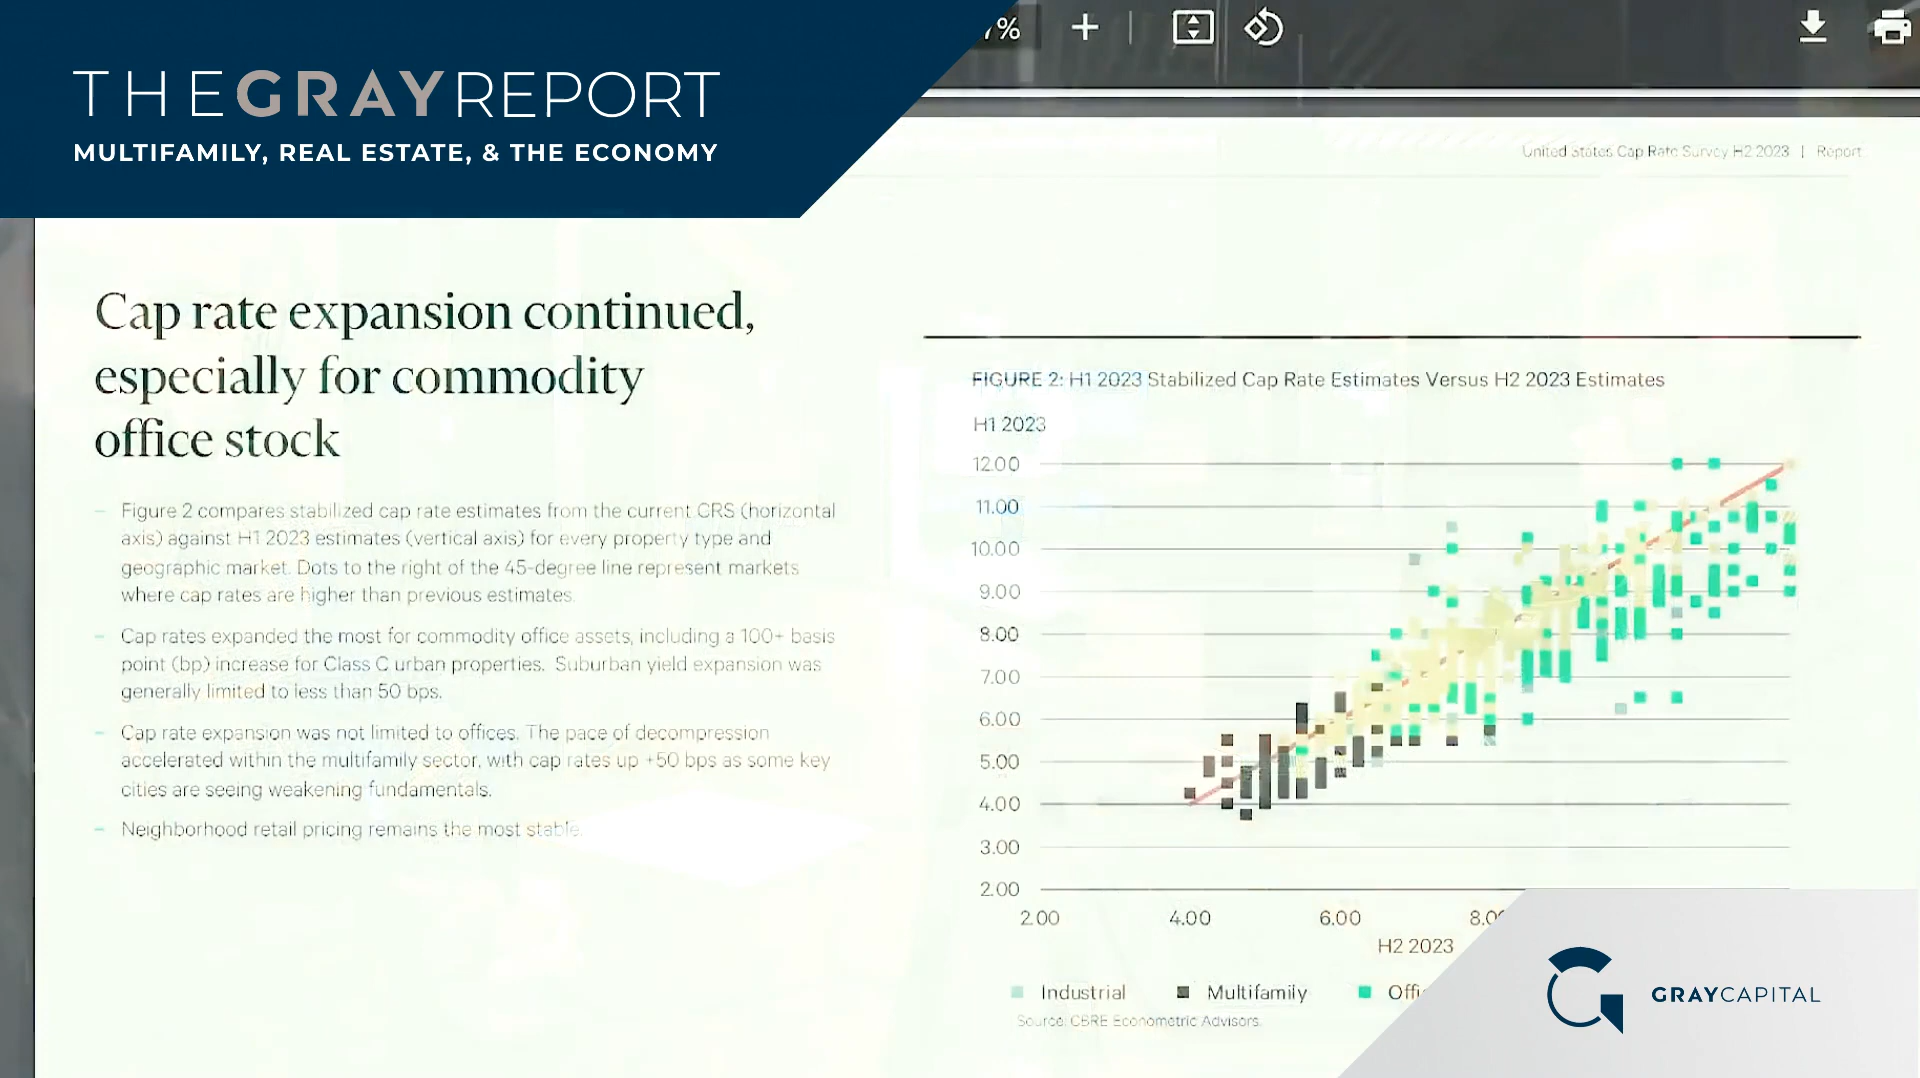 7%
THEGRAYREPORT
MULTIFAMILY, REAL ESTATE, & THE ECONOMY
United States Cap Rate Survey H2 2023 | Report
Cap rate expansion continued,
especially for commodity
office stock
– Figure 2 compares stabilized cap rate estimates from the current CRS (horizontal
axis) against H1 2023 estimates (vertical axis) for every property type and
geographic market. Dots to the right of the 45-degree line represent markets
where cap rates are higher than previous estimates.
– Cap rates expanded the most for commodity office assets, including a 100+ basis
point (bp) increase for Class C urban properties. Suburban yield expansion was
generally limited to less than 50 bps.
– Cap rate expansion was not limited to offices. The pace of decompression
accelerated within the multifamily sector, with cap rates up +50 bps as some key
cities are seeing weakening fundamentals.
– Neighborhood retail pricing remains the most stable.
FIGURE 2: H1 2023 Stabilized Cap Rate Estimates Versus H2 2023 Estimates
H1 2023
12.00
11.00
10.00
9.00
8.00
7.00
6.00
5.00
4.00
3.00
2.00
2.00 4.00 6.00 8.00
H2 2023
Industrial Multifamily Offi
Source: CBRE Econometric Advisors.
GRAYCAPITAL